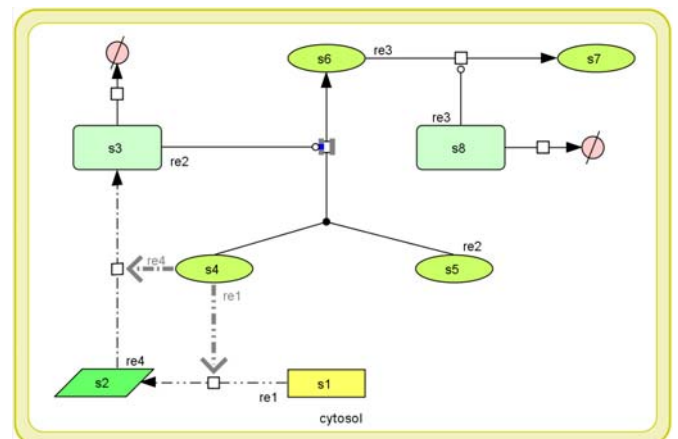 s6
re3
s7
s3
re2
re3
s8
re4
s4
re2
s5
re1
re4
s2
re1
s1
cytosol